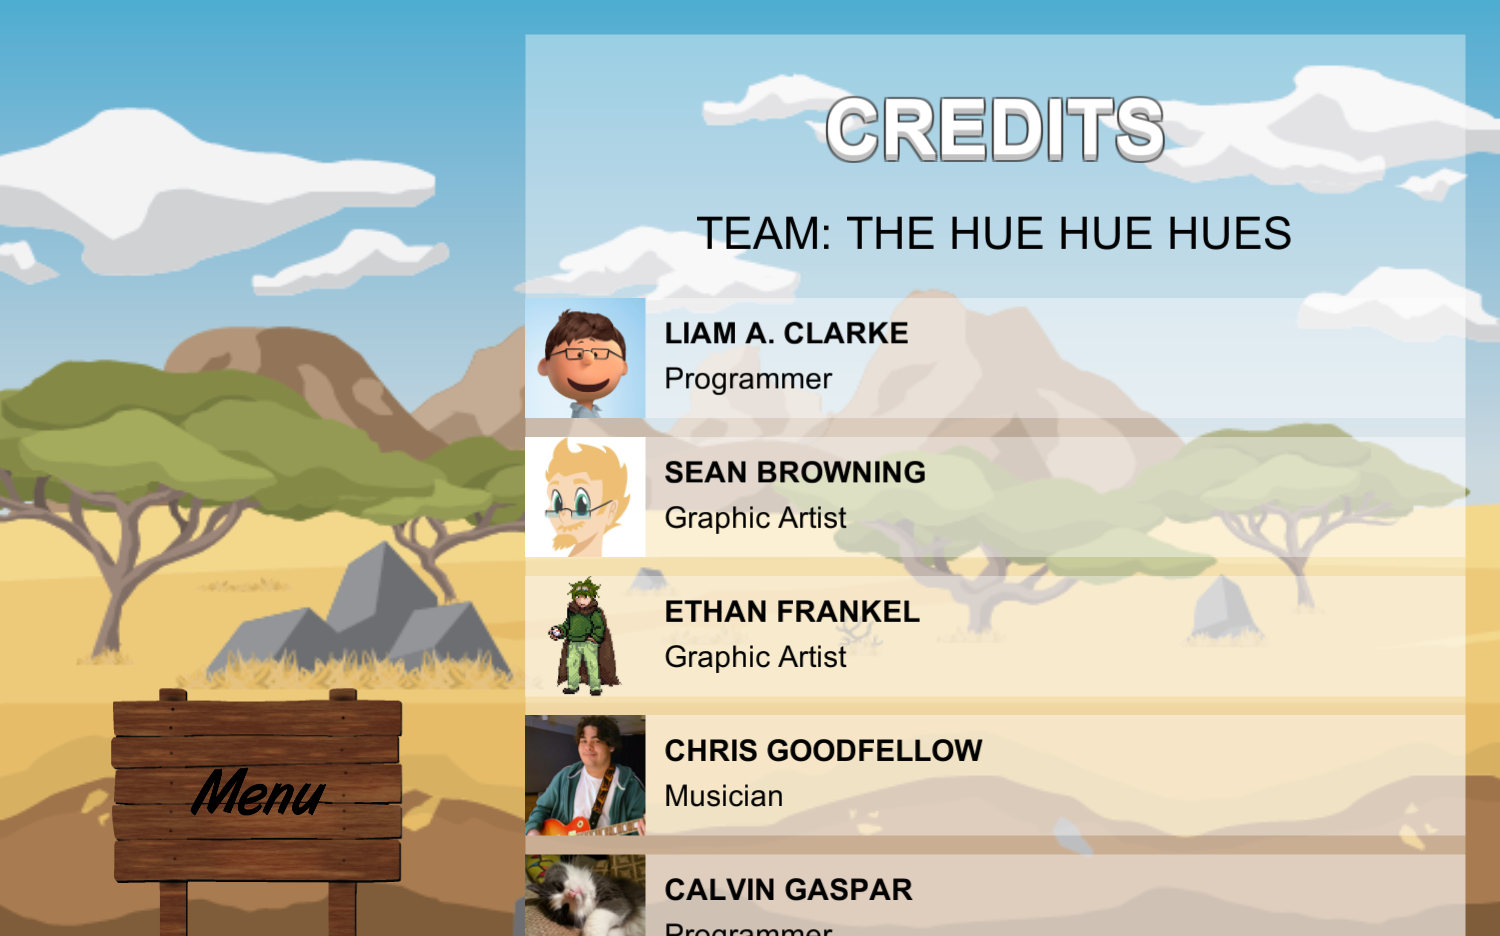 CREDITS
TEAM: THE HUE HUE HUES
LIAM A. CLARKE
Programmer
SEAN BROWNING
Graphic Artist
ETHAN FRANKEL
Graphic Artist
CHRIS GOODFELLOW
Musician
CALVIN GASPAR
Programmer
Menu